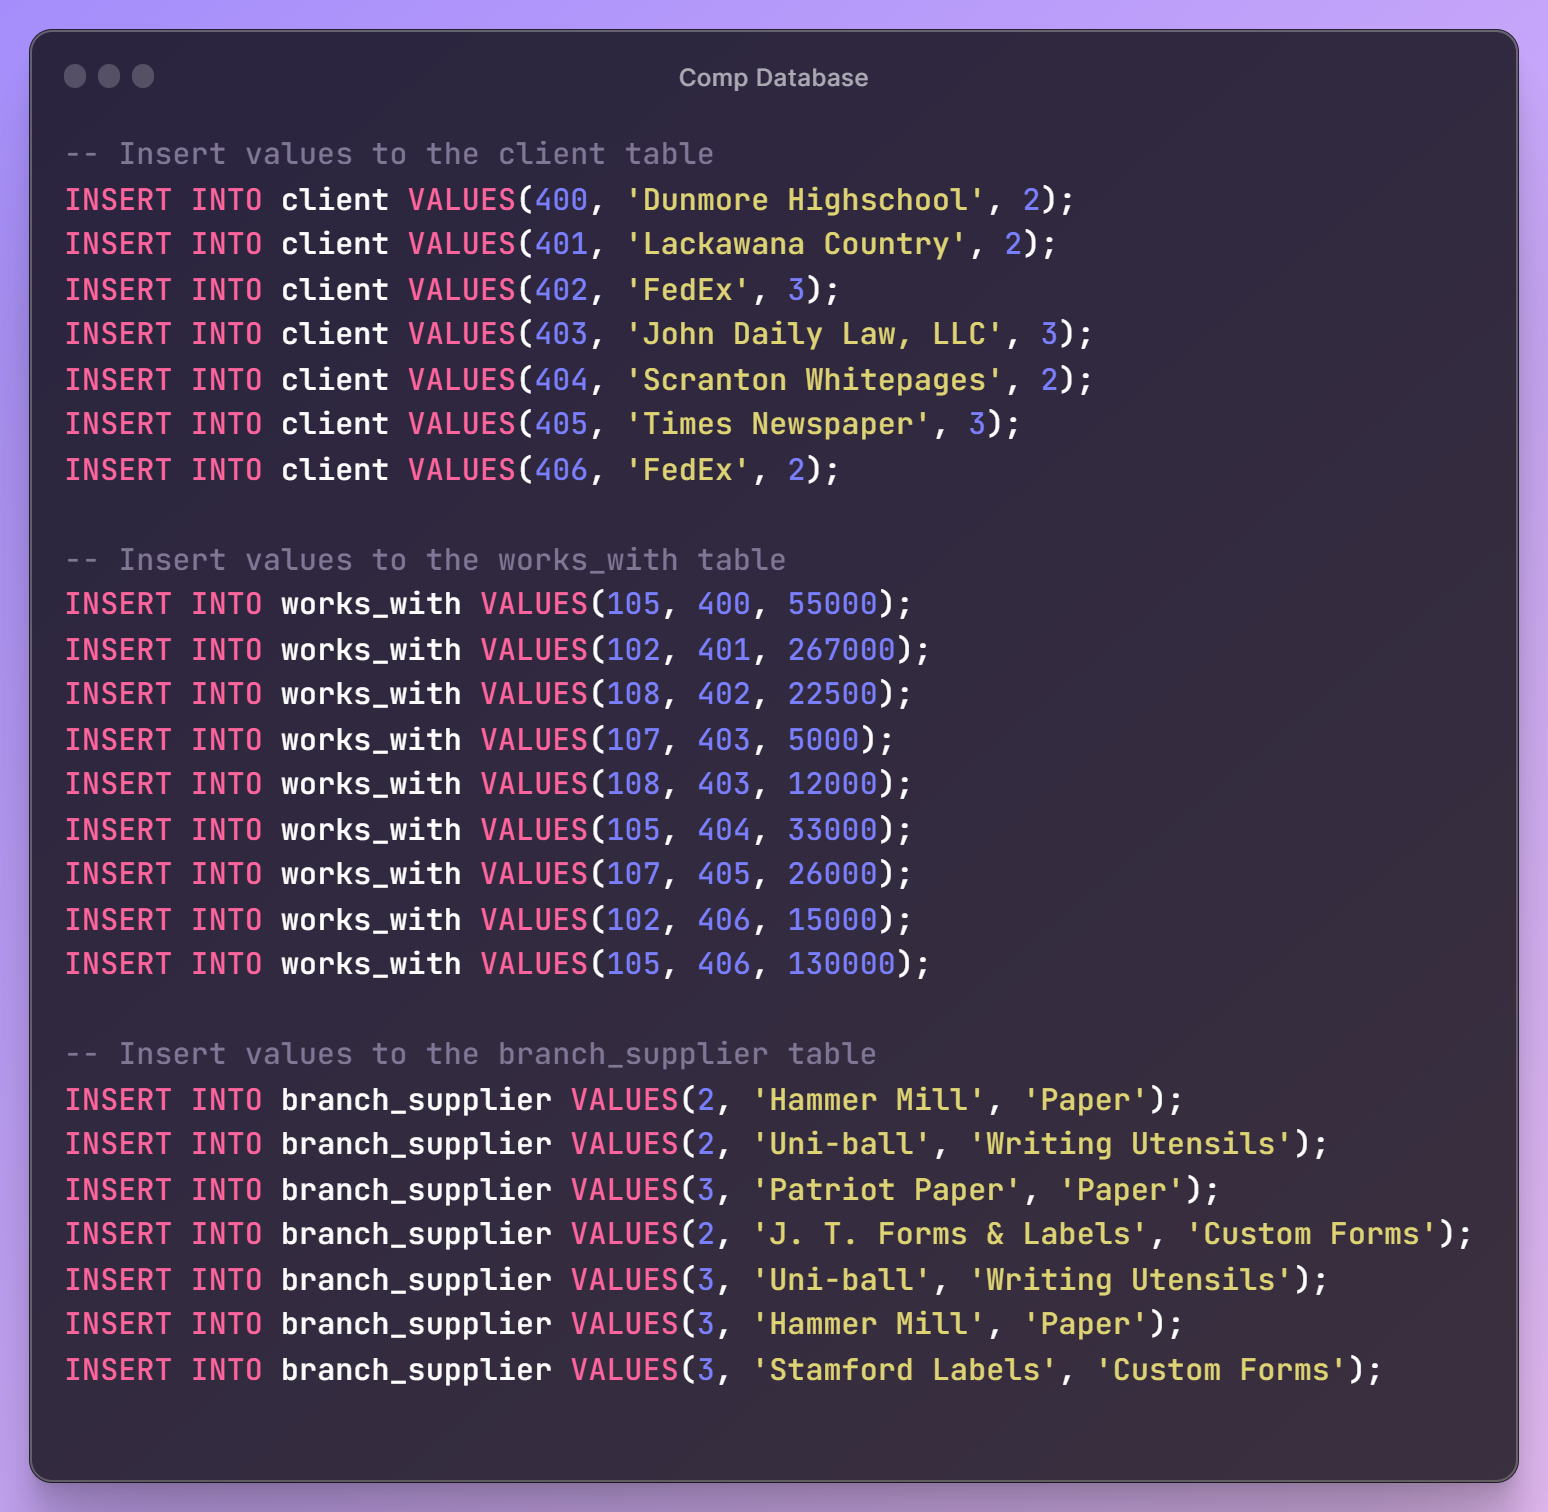 Comp Database
-- Insert values to the client table
INSERT INTO client VALUES(400, 'Dunmore Highschool', 2);
INSERT INTO client VALUES(401, 'Lackawana Country', 2);
INSERT INTO client VALUES(402, 'FedEx', 3);
INSERT INTO client VALUES(403, 'John Daily Law, LLC', 3);
INSERT INTO client VALUES(404, 'Scranton Whitepages', 2);
INSERT INTO client VALUES(405, 'Times Newspaper', 3);
INSERT INTO client VALUES(406, 'FedEx', 2);
-- Insert values to the works_with table
INSERT INTO works_with VALUES(105, 400, 55000);
INSERT INTO works_with VALUES(102, 401, 267000);
INSERT INTO works_with VALUES(108, 402, 22500);
INSERT INTO works_with VALUES(107, 403, 5000);
INSERT INTO works_with VALUES(108, 403, 12000);
INSERT INTO works_with VALUES(105, 404, 33000);
INSERT INTO works_with VALUES(107, 405, 26000);
INSERT INTO works_with VALUES(102, 406, 15000);
INSERT INTO works_with VALUES(105, 406, 130000);
-- Insert values to the branch_supplier table
INSERT INTO branch_supplier VALUES(2, 'Hammer Mill', 'Paper');
INSERT INTO branch_supplier VALUES(2, 'Uni-ball', 'Writing Utensils');
INSERT INTO branch_supplier VALUES(3, 'Patriot Paper', 'Paper');
INSERT INTO branch_supplier VALUES(2, 'J. T. Forms & Labels', 'Custom Forms');
INSERT INTO branch_supplier VALUES(3, 'Uni-ball', 'Writing Utensils');
INSERT INTO branch_supplier VALUES(3, 'Hammer Mill', 'Paper');
INSERT INTO branch_supplier VALUES(3, 'Stamford Labels', 'Custom Forms');